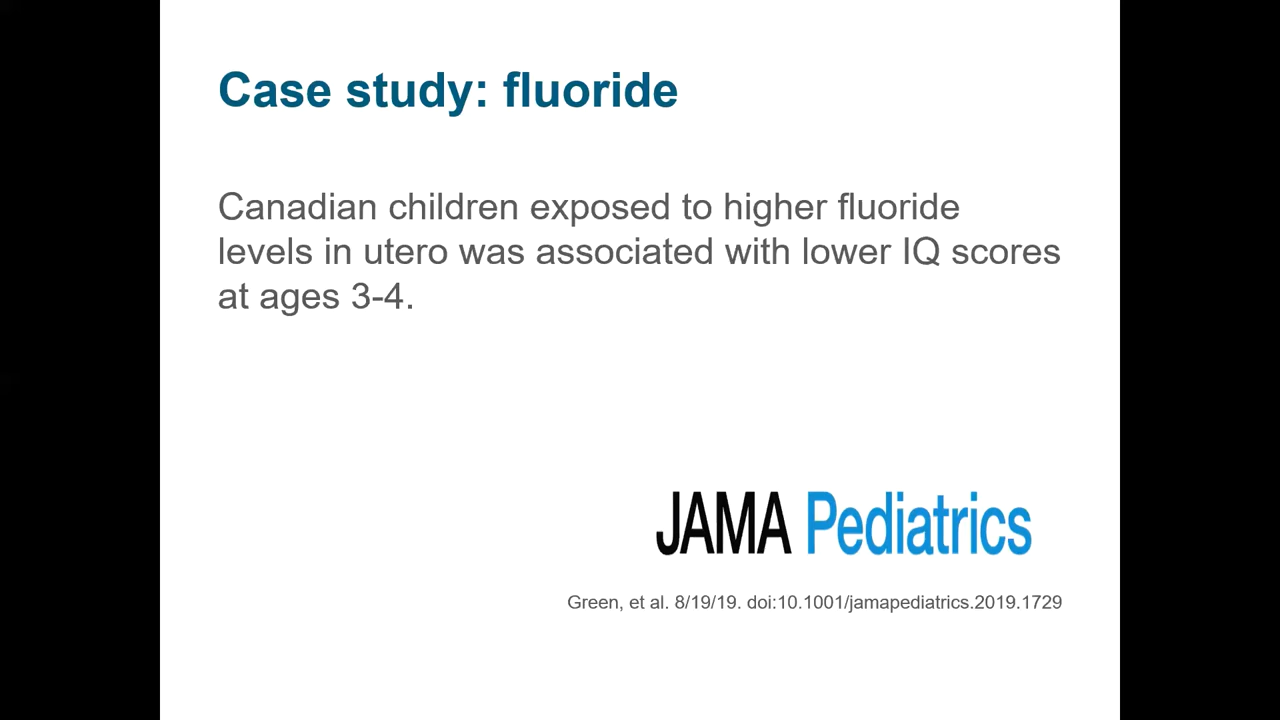 Case study: fluoride
Canadian children exposed to higher fluoride
levels in utero was associated with lower IQ scores
at ages 3-4.
JAMA Pediatrics
Green, et al. 8/19/19. doi:10.1001/jamapediatrics.2019.1729